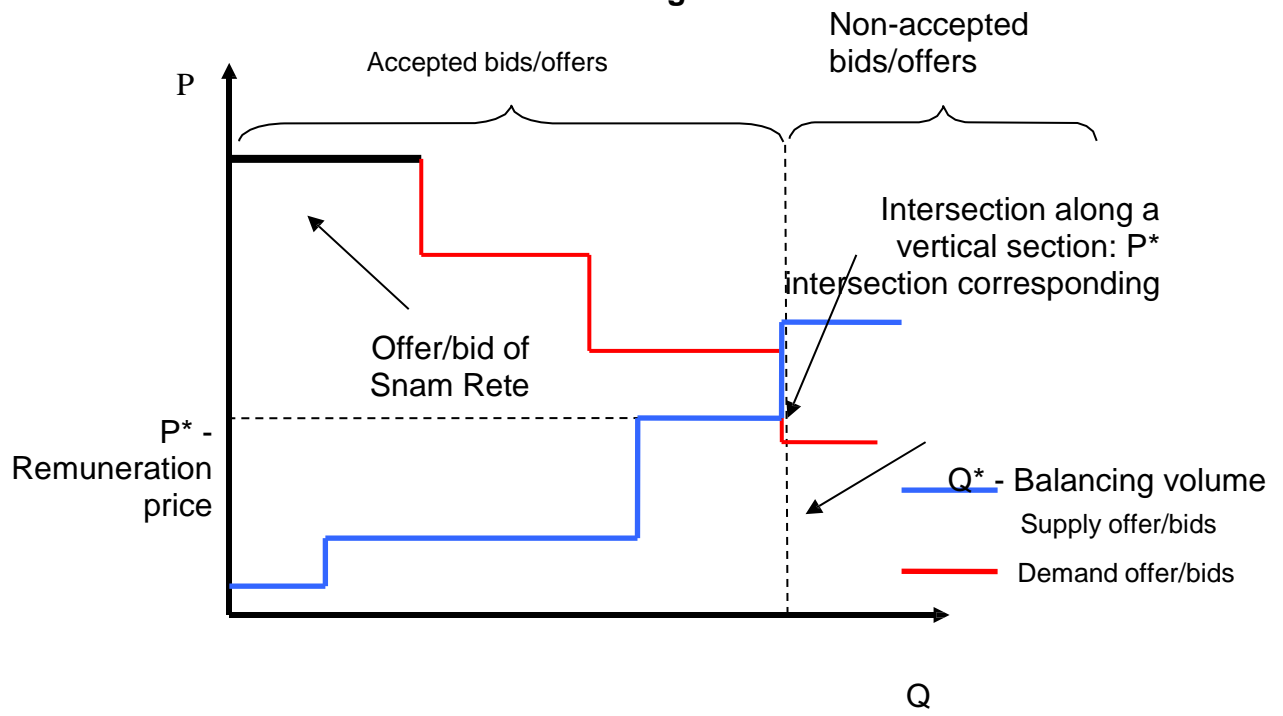 g
Non-accepted
bids/offers
Accepted bids/offers
P
Intersection along a
vertical section: P*
intersection corresponding
Offer/bid of
Snam Rete
P* -
Remuneration
price
Q* - Balancing volume
Supply offer/bids
Demand offer/bids
Q